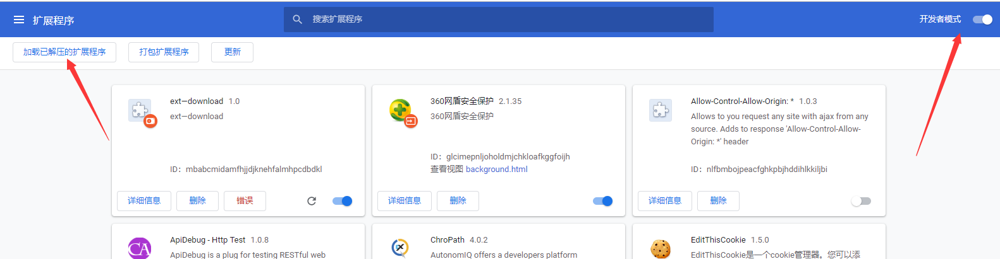 扩展程序
搜索扩展程序
开发者模式
加载已解压的扩展程序
打包扩展程序
更新
ext—download 1.0
ext—download
ID：mbabcmidamfhjjdjknehfalmhpcdbdkl
详细信息
删除
错误
360网盾安全保护 2.1.35
360网盾安全保护
ID：glcimepnljoholdmjchkloafkggfoijh
查看视图 background.html
详细信息
删除
Allow-Control-Allow-Origin: * 1.0.3
Allows to you request any site with ajax from any
source. Adds to response 'Allow-Control-Allow-
Origin: *' header
ID：nlfbmbojpeacfghkpbjhddihlkkiljbi
详细信息
删除
CA
ApiDebug - Http Test 1.0.8
ApiDebug is a plug for testing RESTful web
ChroPath 4.0.2
AutonomIQ offers a developers platform
EditThisCookie 1.5.0
EditThisCookie是一个cookie管理器。您可以添